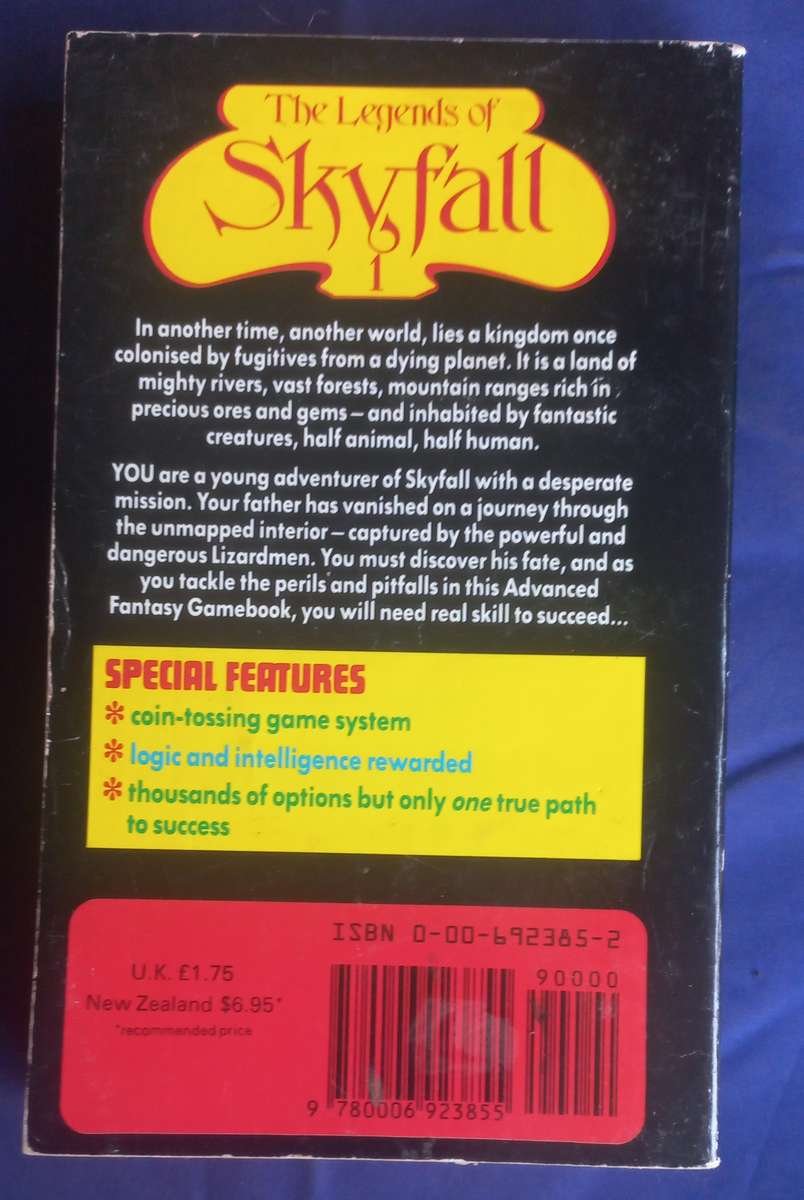 The Legends of
Skyfall
1
In another time, another world, lies a kingdom once
colonised by fugitives from a dying planet. It is a land of
mighty rivers, vast forests, mountain ranges rich in
precious ores and gems – and inhabited by fantastic
creatures, half animal, half human.
YOU are a young adventurer of Skyfall with a desperate
mission. Your father has vanished on a journey through
the unmapped interior – captured by the powerful and
dangerous Lizardmen. You must discover his fate, and as
you tackle the perils and pitfalls in this Advanced
Fantasy Gamebook, you will need real skill to succeed...
SPECIAL FEATURES
* coin-tossing game system
* logic and intelligence rewarded
* thousands of options but only one true path
to success
ISBN 0-00-692385-2
U.K. £1.75
New Zealand $6.95*
*recommended price
90000
9 780006 923855